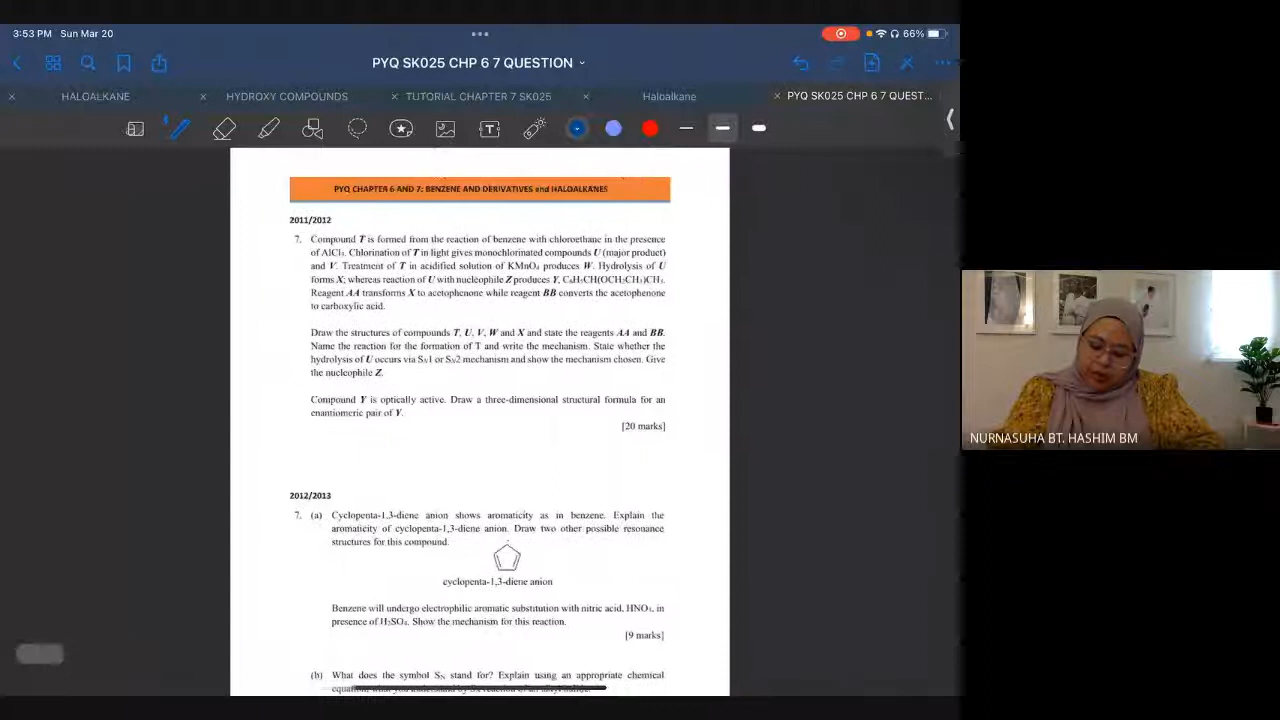 3:53 PM Sun Mar 20
66%
PYQ SK025 CHP 6 7 QUESTION
HALOALKANE
HYDROXY COMPOUNDS
TUTORIAL CHAPTER 7 SK025
Haloalkane
PYQ SK025 CHP 6 7 QUEST...
PYQ CHAPTER 6 AND 7: BENZENE AND DERIVATIVES and HALOALKANES
2011/2012
7. Compound T is formed from the reaction of benzene with chloroethane in the presence
of AlCl₃. Chlorination of T in light gives monochlorinated compounds U (major product)
and V. Treatment of T in acidified solution of KMnO₄ produces W. Hydrolysis of U
forms X; whereas reaction of U with nucleophile Z produces Y, C₆H₅CH(OCH₂CH₃)CH₃.
Reagent AA transforms X to acetophenone while reagent BB converts the acetophenone
to carboxylic acid.
Draw the structures of compounds T, U, V, W and X and state the reagents AA and BB.
Name the reaction for the formation of T and write the mechanism. State whether the
hydrolysis of U occurs via SN1 or SN2 mechanism and show the mechanism chosen. Give
the nucleophile Z.
Compound Y is optically active. Draw a three-dimensional structural formula for an
enantiomeric pair of Y.
[20 marks]
2012/2013
7. (a) Cyclopenta-1,3-diene anion shows aromaticity as in benzene. Explain the
aromaticity of cyclopenta-1,3-diene anion. Draw two other possible resonance
structures for this compound.
cyclopenta-1,3-diene anion
Benzene will undergo electrophilic aromatic substitution with nitric acid, HNO₃, in
presence of H₂SO₄. Show the mechanism for this reaction.
[9 marks]
(b) What does the symbol SN stand for? Explain using an appropriate chemical
NURNASUHA BT. HASHIM BM